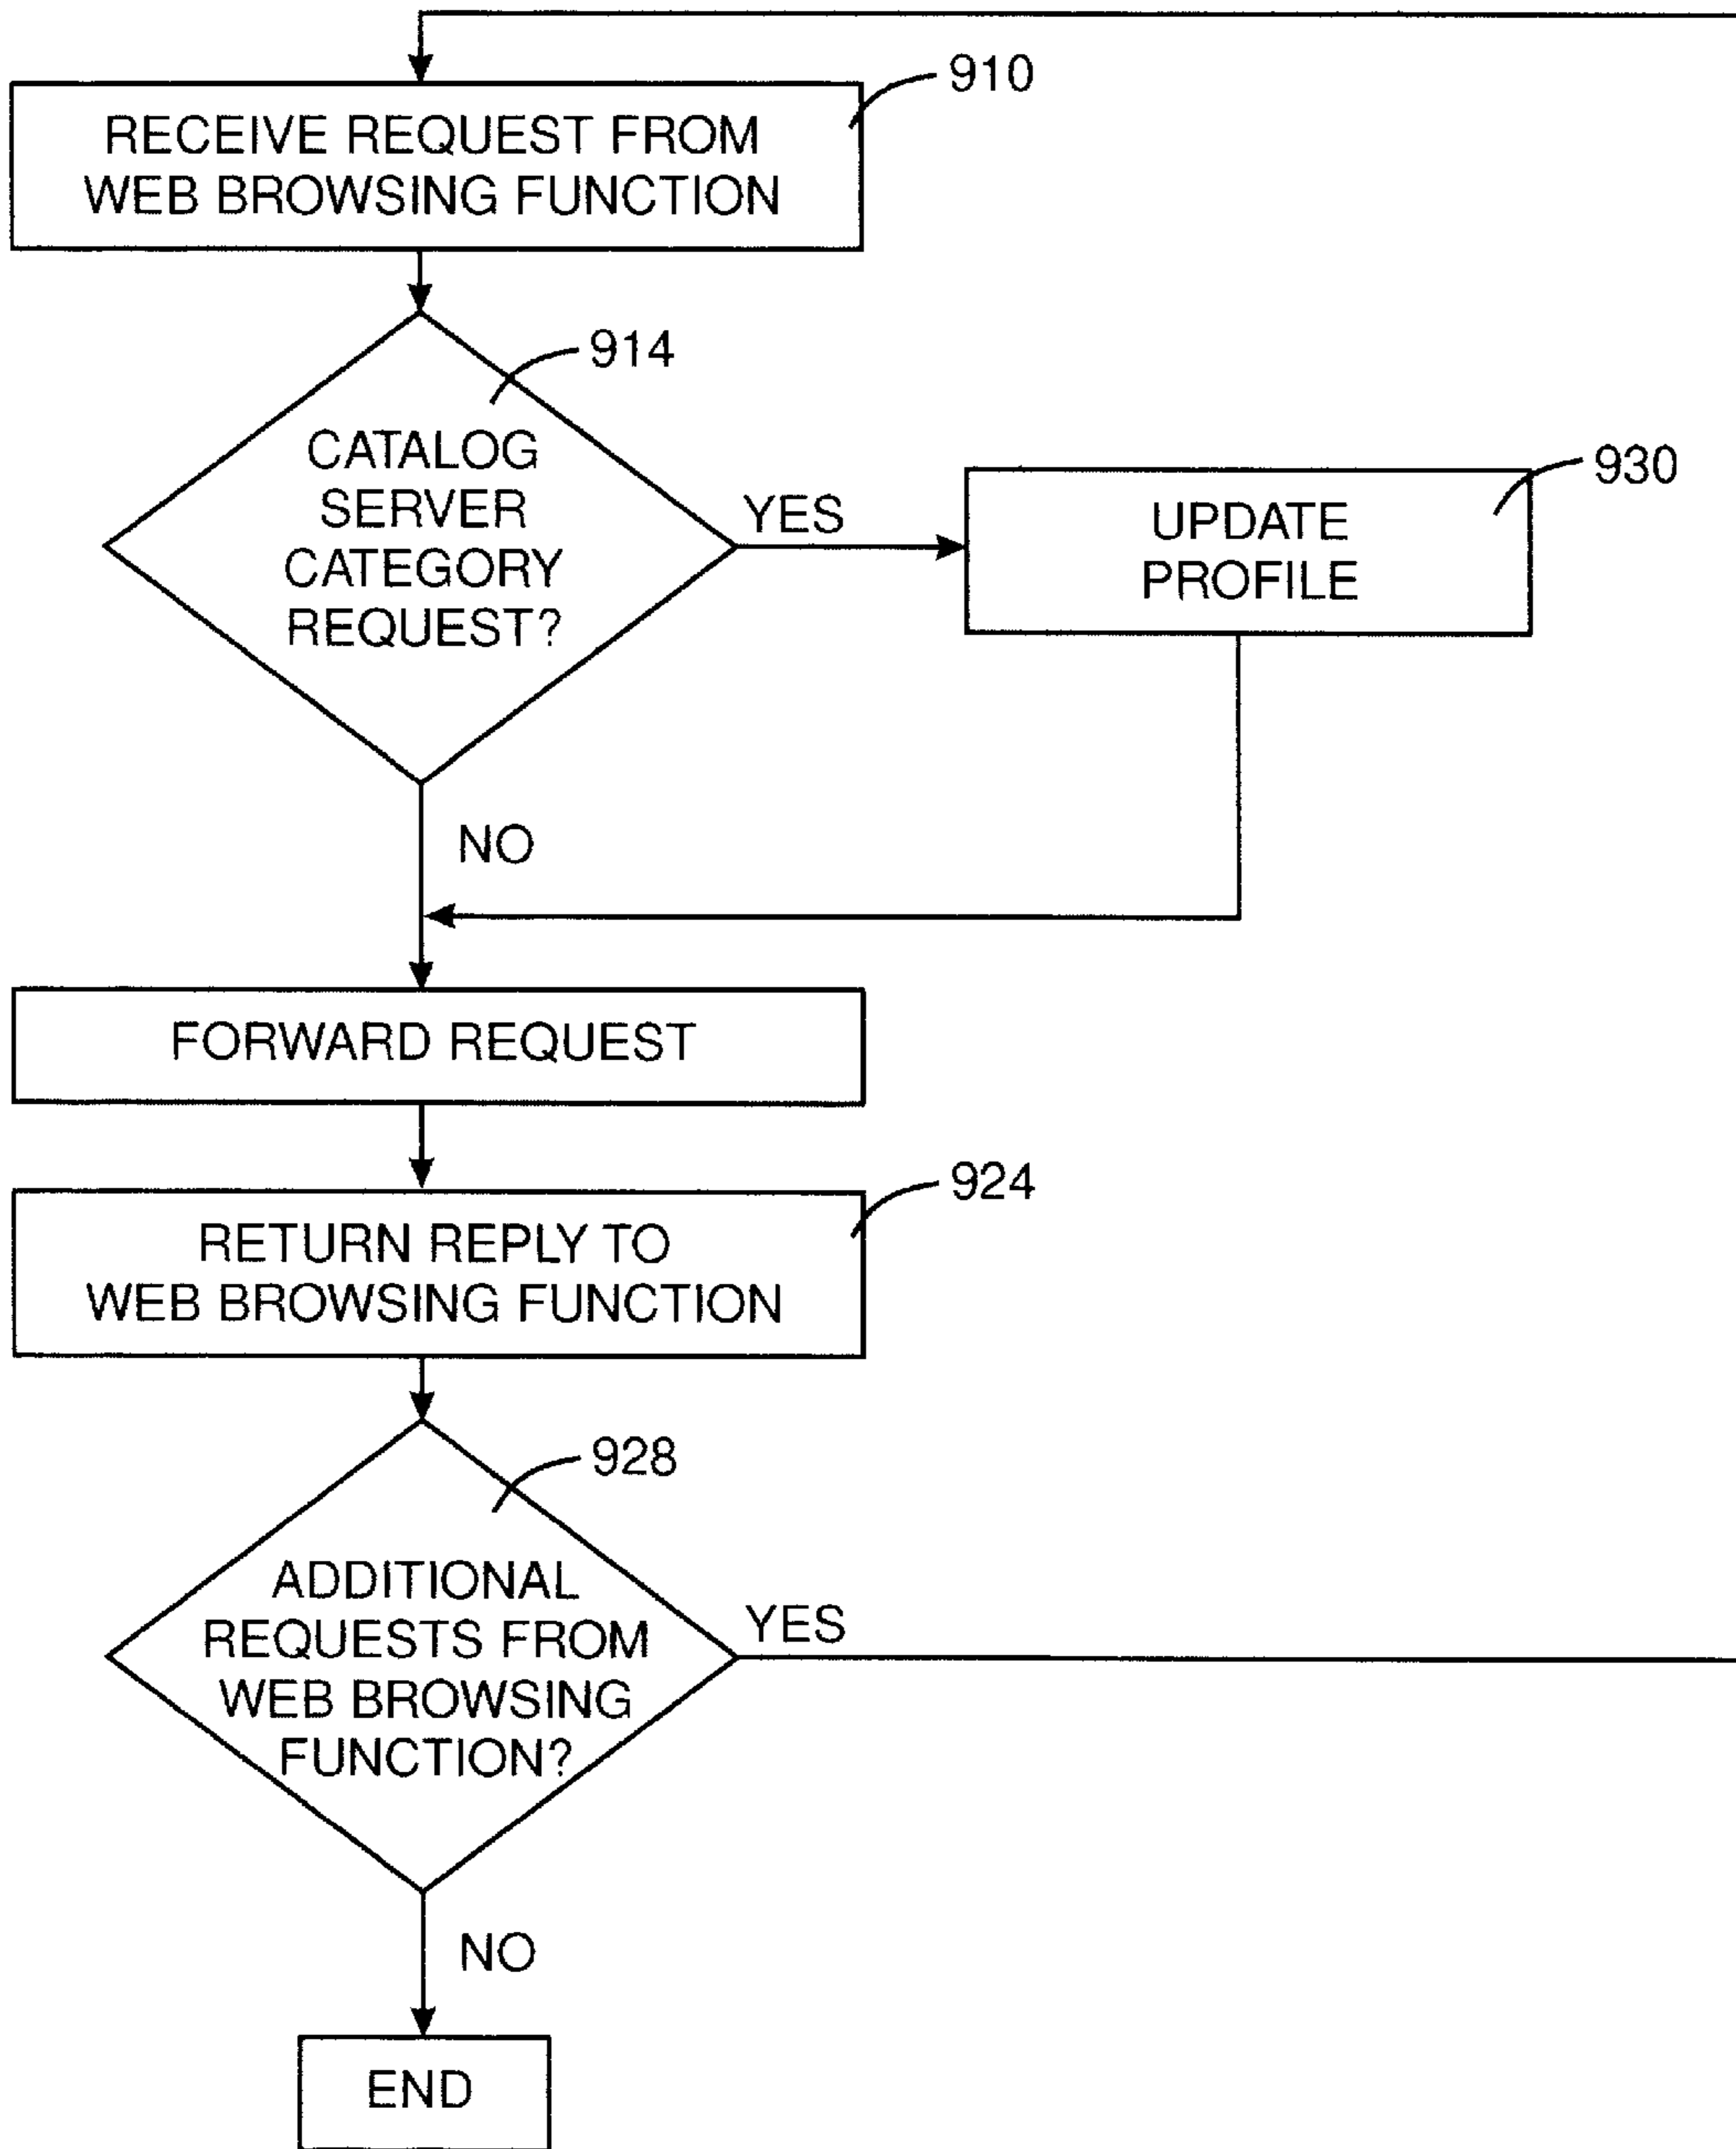 910
RECEIVE REQUEST FROM
WEB BROWSING FUNCTION
914
CATALOG
SERVER
CATEGORY
REQUEST?
YES
930
UPDATE
PROFILE
NO
FORWARD REQUEST
924
RETURN REPLY TO
WEB BROWSING FUNCTION
928
ADDITIONAL
REQUESTS FROM
WEB BROWSING
FUNCTION?
YES
NO
END